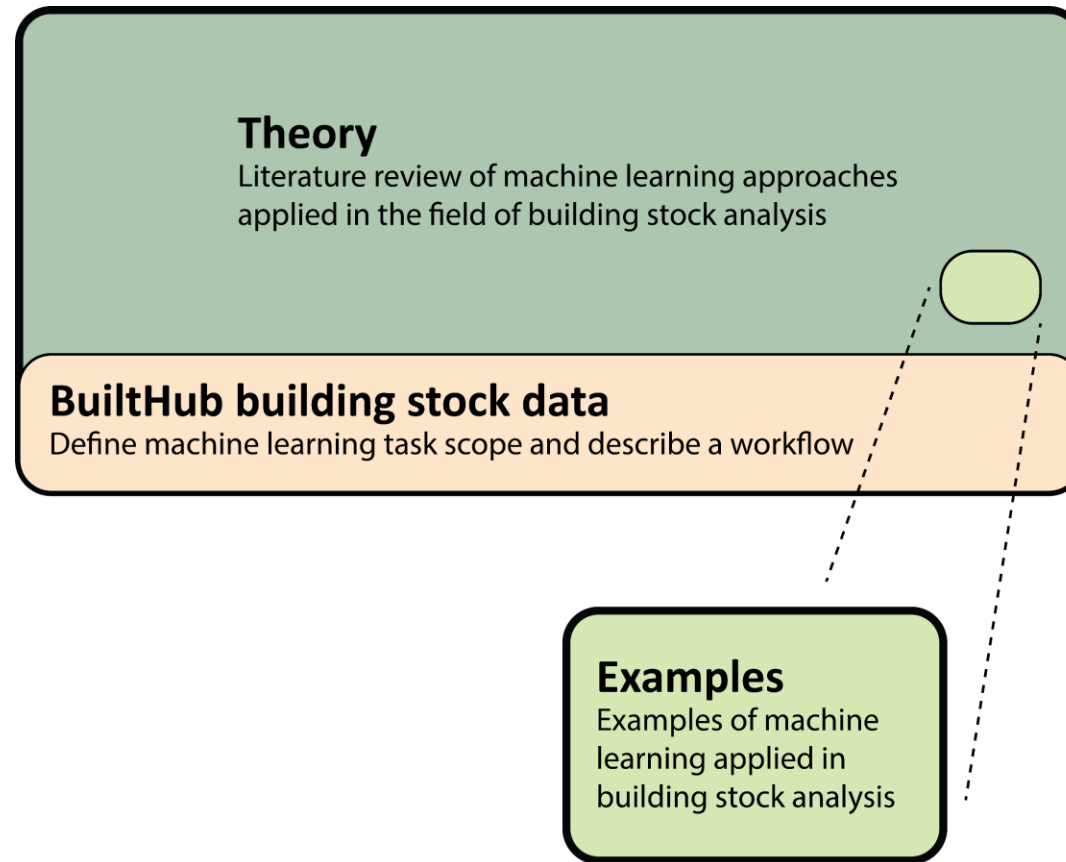 Theory
Literature review of machine learning approaches
applied in the field of building stock analysis
BuiltHub building stock data
Define machine learning task scope and describe a workflow
Examples
Examples of machine
learning applied in
building stock analysis